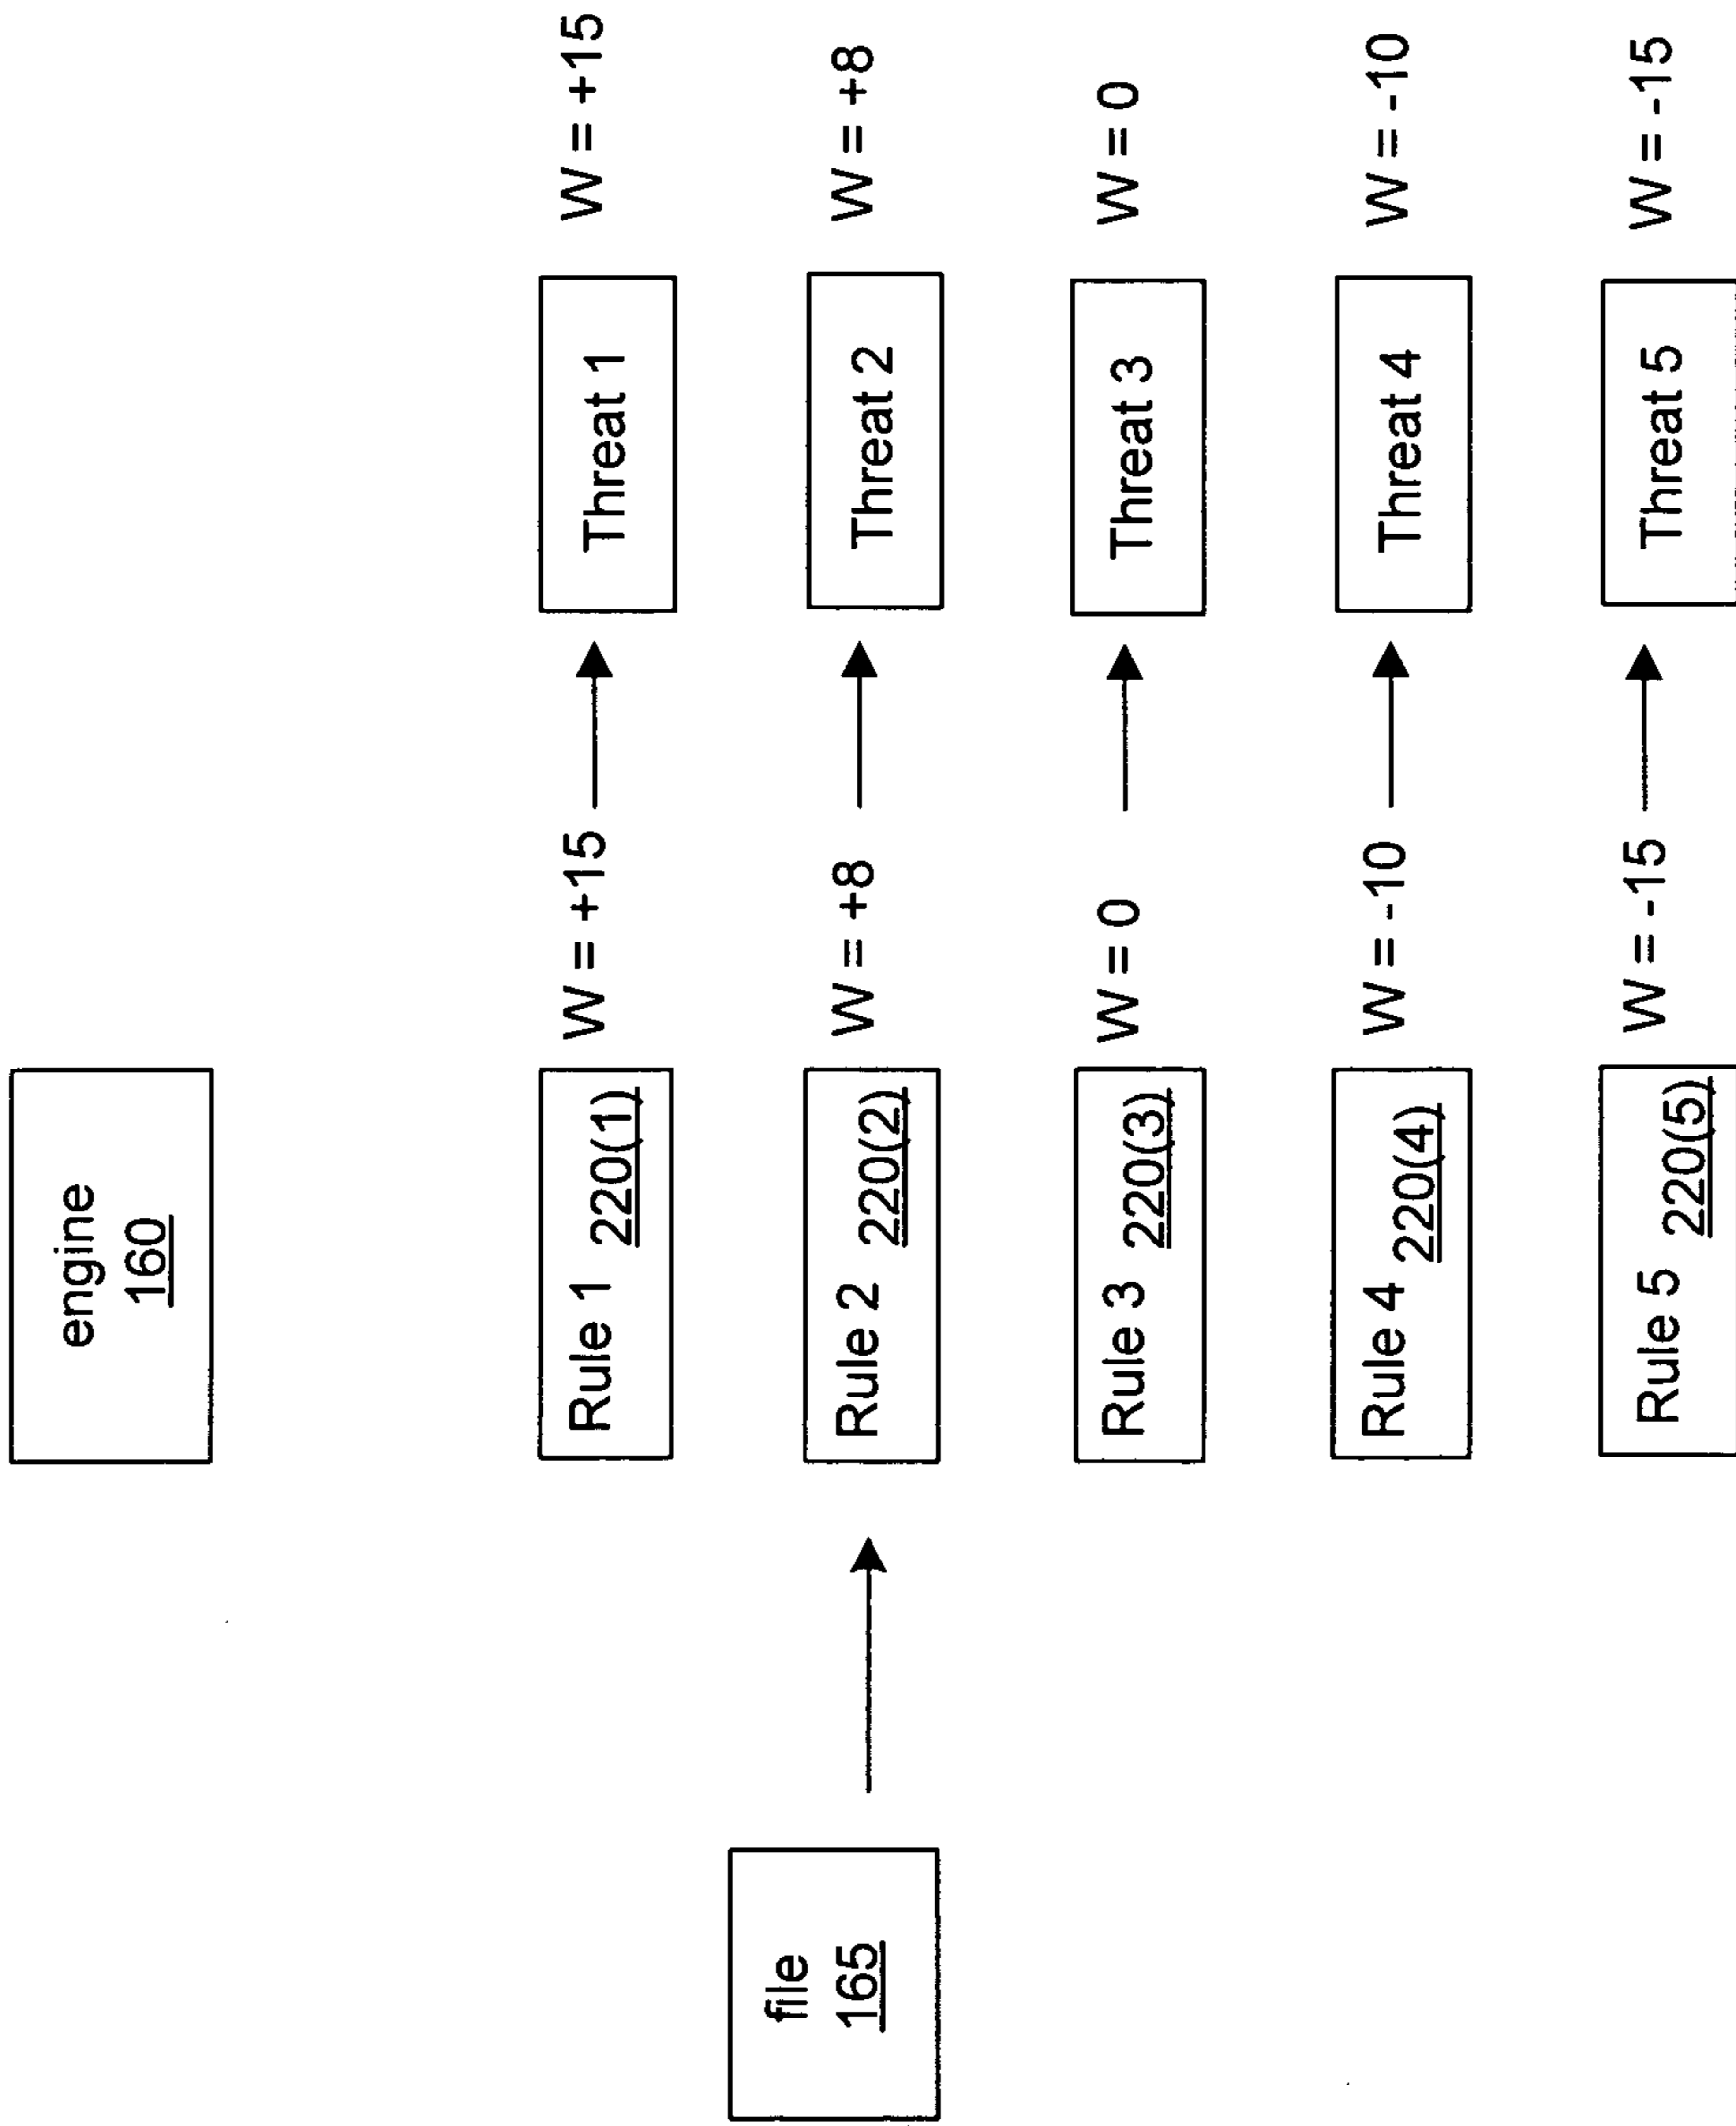 engine
160
Rule 1 220(1)
W = +15
Threat 1
W = +15
file
165
Rule 2 220(2)
W = +8
Threat 2
W = +8
Rule 3 220(3)
W = 0
Threat 3
W = 0
Rule 4 220(4)
W = -10
Threat 4
W = -10
Rule 5 220(5)
W = -15
Threat 5
W = -15